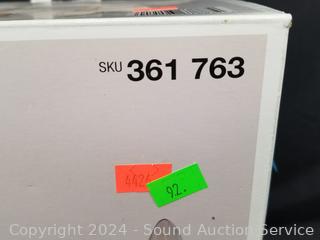 SKU 361 763
92.
Copyright © 2024 - Sound Auction Service